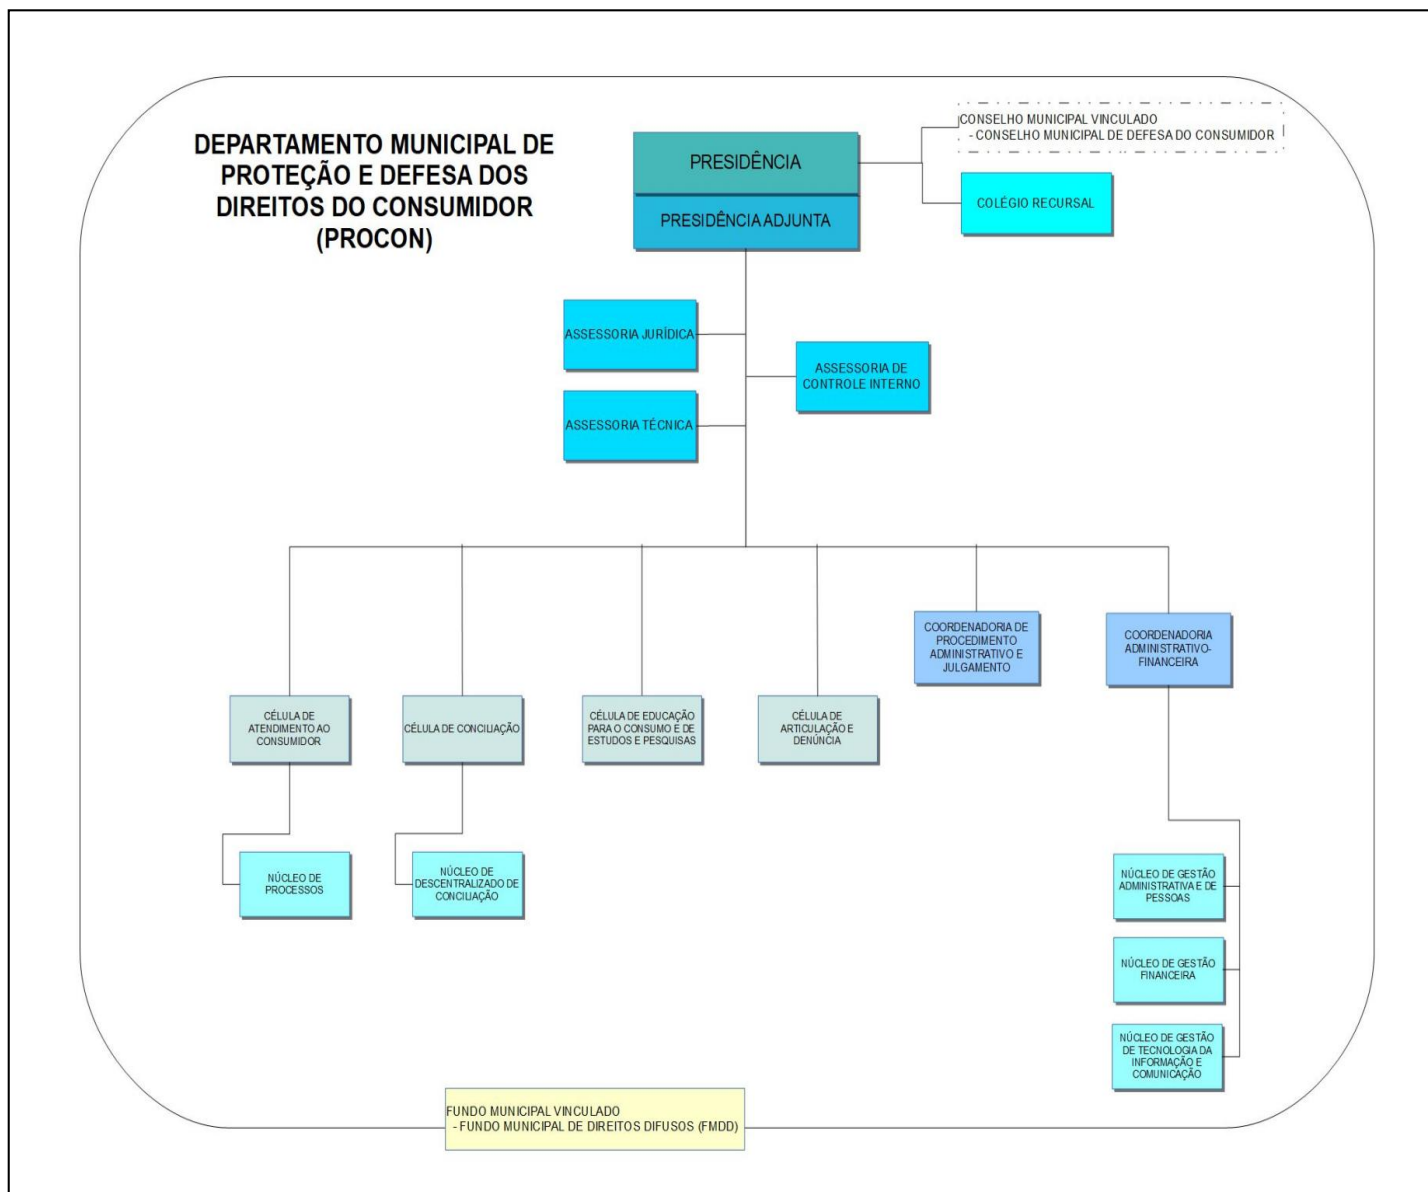 DEPARTAMENTO MUNICIPAL DE
PROTEÇÃO E DEFESA DOS
DIREITOS DO CONSUMIDOR
(PROCON)
PRESIDÊNCIA
PRESIDÊNCIA ADJUNTA
CONSELHO MUNICIPAL VINCULADO
- CONSELHO MUNICIPAL DE DEFESA DO CONSUMIDOR
COLÉGIO RECURSAL
ASSESSORIA JURÍDICA
ASSESSORIA DE
CONTROLE INTERNO
ASSESSORIA TÉCNICA
COORDENADORIA DE
PROCEDIMENTO
ADMINISTRATIVO E
JULGAMENTO
COORDENADORIA
ADMINISTRATIVO-
FINANCEIRA
CÉLULA DE
ATENDIMENTO AO
CONSUMIDOR
CÉLULA DE CONCILIAÇÃO
CÉLULA DE EDUCAÇÃO
PARA O CONSUMO E DE
ESTUDOS E PESQUISAS
CÉLULA DE
ARTICULAÇÃO E
DENÚNCIA
NÚCLEO DE
PROCESSOS
NÚCLEO DE
DESCENTRALIZADO DE
CONCILIAÇÃO
NÚCLEO DE GESTÃO
ADMINISTRATIVA E DE
PESSOAS
NÚCLEO DE GESTÃO
FINANCEIRA
NÚCLEO DE GESTÃO
DE TECNOLOGIA DA
INFORMAÇÃO E
COMUNICAÇÃO
FUNDO MUNICIPAL VINCULADO
- FUNDO MUNICIPAL DE DIREITOS DIFUSOS (FMDD)